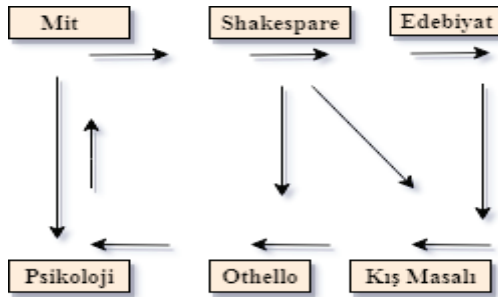 Mit
Shakespare
Edebiyat
Psikoloji
Othello
Kış Masalı